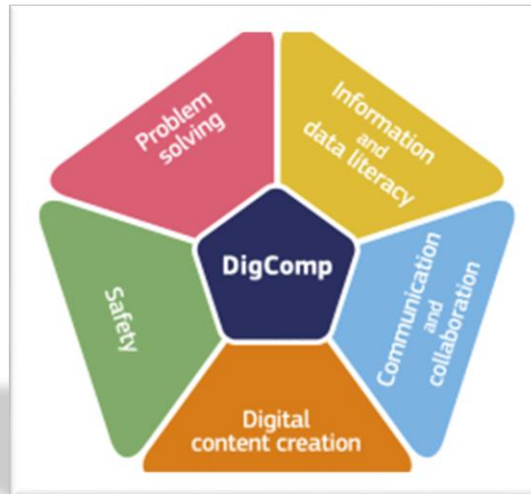 Problem
solving
Information
and
data literacy
DigComp
Safety
Communication
and
collaboration
Digital
content creation